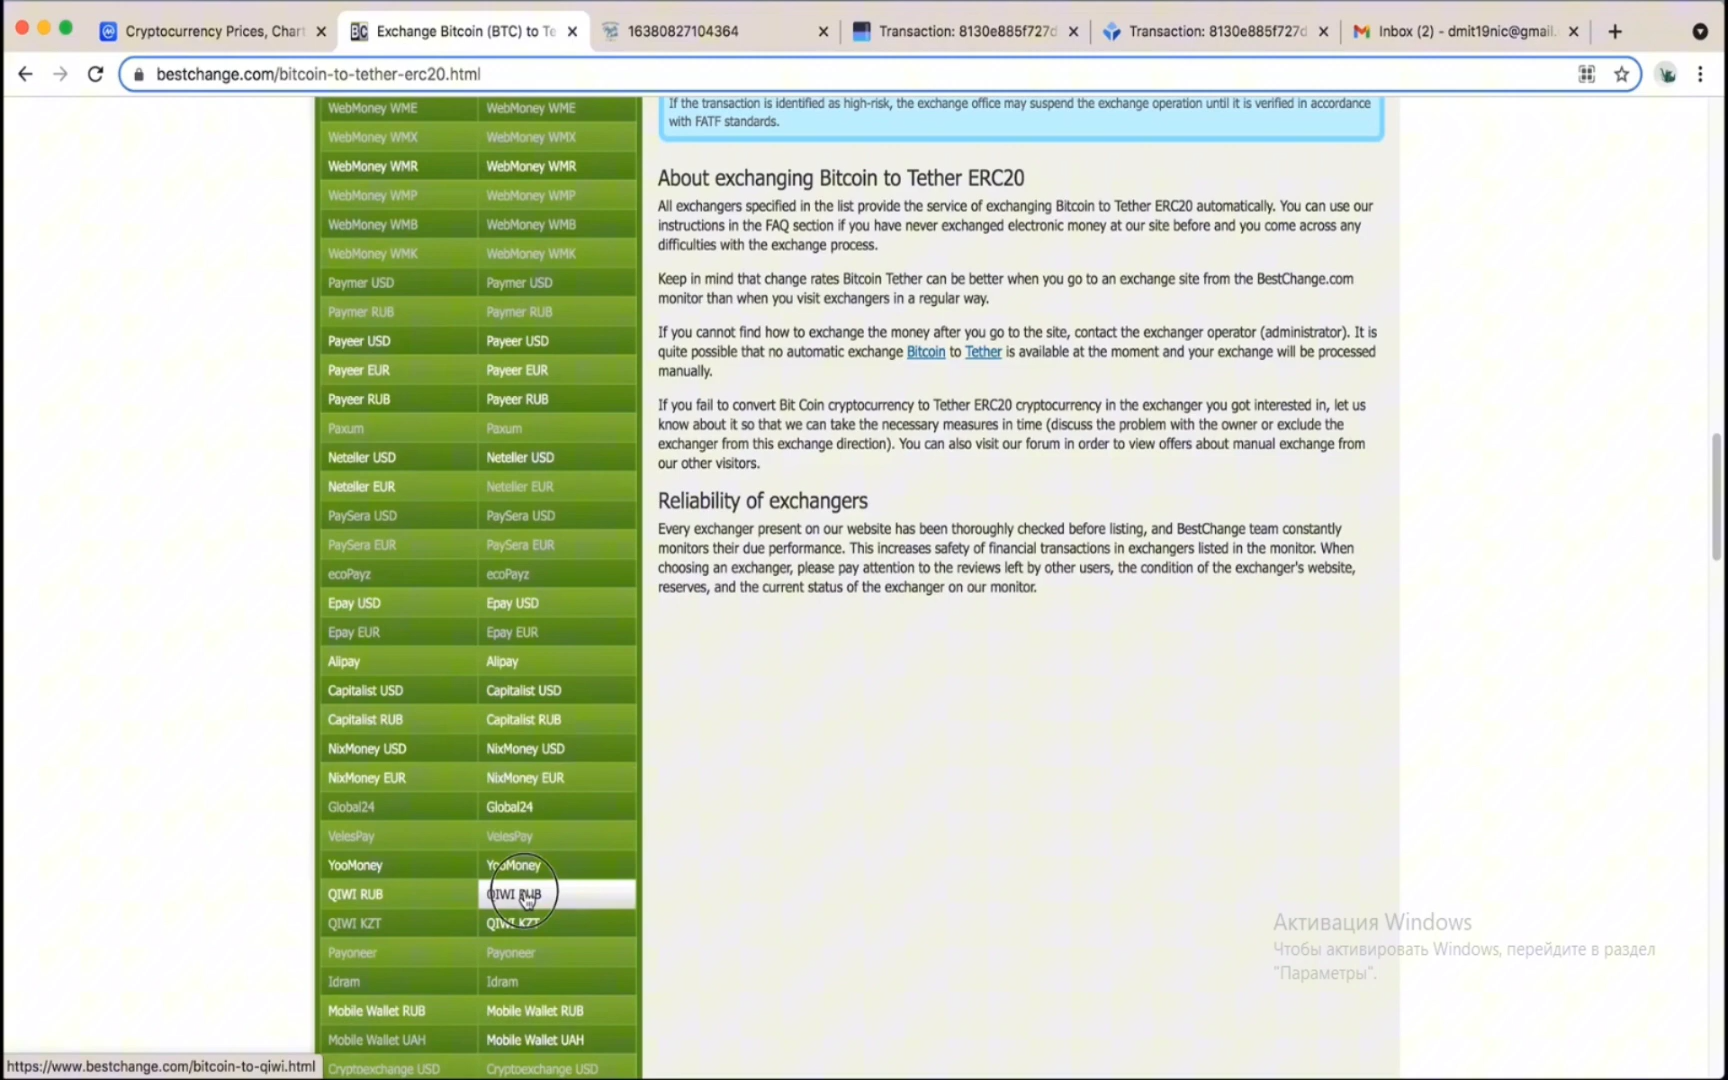 Cryptocurrency Prices, Chart
Exchange Bitcoin (BTC) to Te
16380827104364
Transaction: 8130e885f727d
Transaction: 8130e885f727d
Inbox (2) - dmit19nic@gmail.
bestchange.com/bitcoin-to-tether-erc20.html
WebMoney WME WebMoney WME
WebMoney WMX WebMoney WMX
WebMoney WMR WebMoney WMR
WebMoney WMP WebMoney WMP
WebMoney WMB WebMoney WMB
WebMoney WMK WebMoney WMK
Paymer USD Paymer USD
Paymer RUB Paymer RUB
Payeer USD Payeer USD
Payeer EUR Payeer EUR
Payeer RUB Payeer RUB
Paxum Paxum
Neteller USD Neteller USD
Neteller EUR Neteller EUR
PaySera USD PaySera USD
PaySera EUR PaySera EUR
ecoPayz ecoPayz
Epay USD Epay USD
Epay EUR Epay EUR
Alipay Alipay
Capitalist USD Capitalist USD
Capitalist RUB Capitalist RUB
NixMoney USD NixMoney USD
NixMoney EUR NixMoney EUR
Global24 Global24
VelesPay VelesPay
YooMoney YooMoney
QIWI RUB QIWI RUB
QIWI KZT QIWI KZT
Payoneer Payoneer
Idram Idram
Mobile Wallet RUB Mobile Wallet RUB
Mobile Wallet UAH Mobile Wallet UAH
Cryptoexchange USD Cryptoexchange USD
If the transaction is identified as high-risk, the exchange office may suspend the exchange operation until it is verified in accordance
with FATF standards.
About exchanging Bitcoin to Tether ERC20
All exchangers specified in the list provide the service of exchanging Bitcoin to Tether ERC20 automatically. You can use our
instructions in the FAQ section if you have never exchanged electronic money at our site before and you come across any
difficulties with the exchange process.
Keep in mind that change rates Bitcoin Tether can be better when you go to an exchange site from the BestChange.com
monitor than when you visit exchangers in a regular way.
If you cannot find how to exchange the money after you go to the site, contact the exchanger operator (administrator). It is
quite possible that no automatic exchange Bitcoin to Tether is available at the moment and your exchange will be processed
manually.
If you fail to convert Bit Coin cryptocurrency to Tether ERC20 cryptocurrency in the exchanger you got interested in, let us
know about it so that we can take the necessary measures in time (discuss the problem with the owner or exclude the
exchanger from this exchange direction). You can also visit our forum in order to view offers about manual exchange from
our other visitors.
Reliability of exchangers
Every exchanger present on our website has been thoroughly checked before listing, and BestChange team constantly
monitors their due performance. This increases safety of financial transactions in exchangers listed in the monitor. When
choosing an exchanger, please pay attention to the reviews left by other users, the condition of the exchanger's website,
reserves, and the current status of the exchanger on our monitor.
Активация Windows
Чтобы активировать Windows, перейдите в раздел
"Параметры".
https://www.bestchange.com/bitcoin-to-qiwi.html